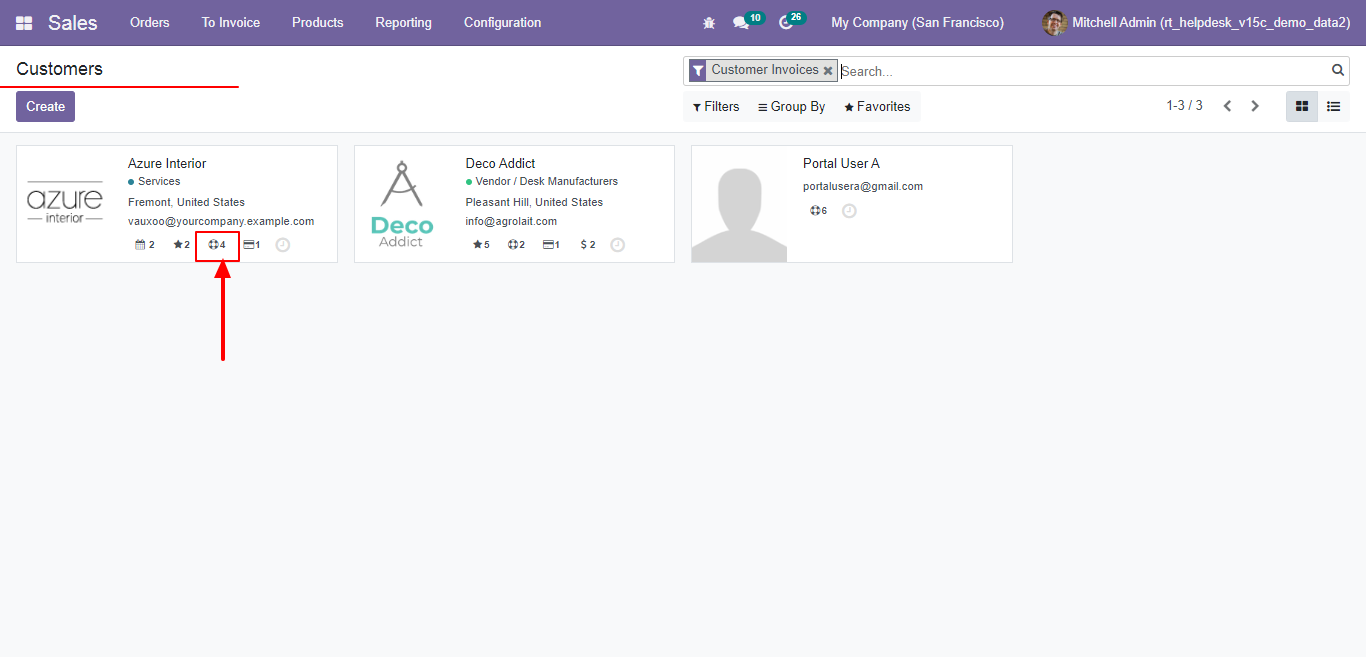 Sales Orders To Invoice Products Reporting Configuration 10 26 My Company (San Francisco) Mitchell Admin (rt_helpdesk_v15c_demo_data2)
Customers
Customer Invoices Search...
Create
Filters Group By Favorites 1-3 / 3
azure
interior
Azure Interior
Services
Fremont, United States
vauxoo@yourcompany.example.com
2 2 4 1
Deco
Addict
Deco Addict
Vendor / Desk Manufacturers
Pleasant Hill, United States
info@agrolait.com
5 2 1 $ 2
Portal User A
portalusera@gmail.com
6